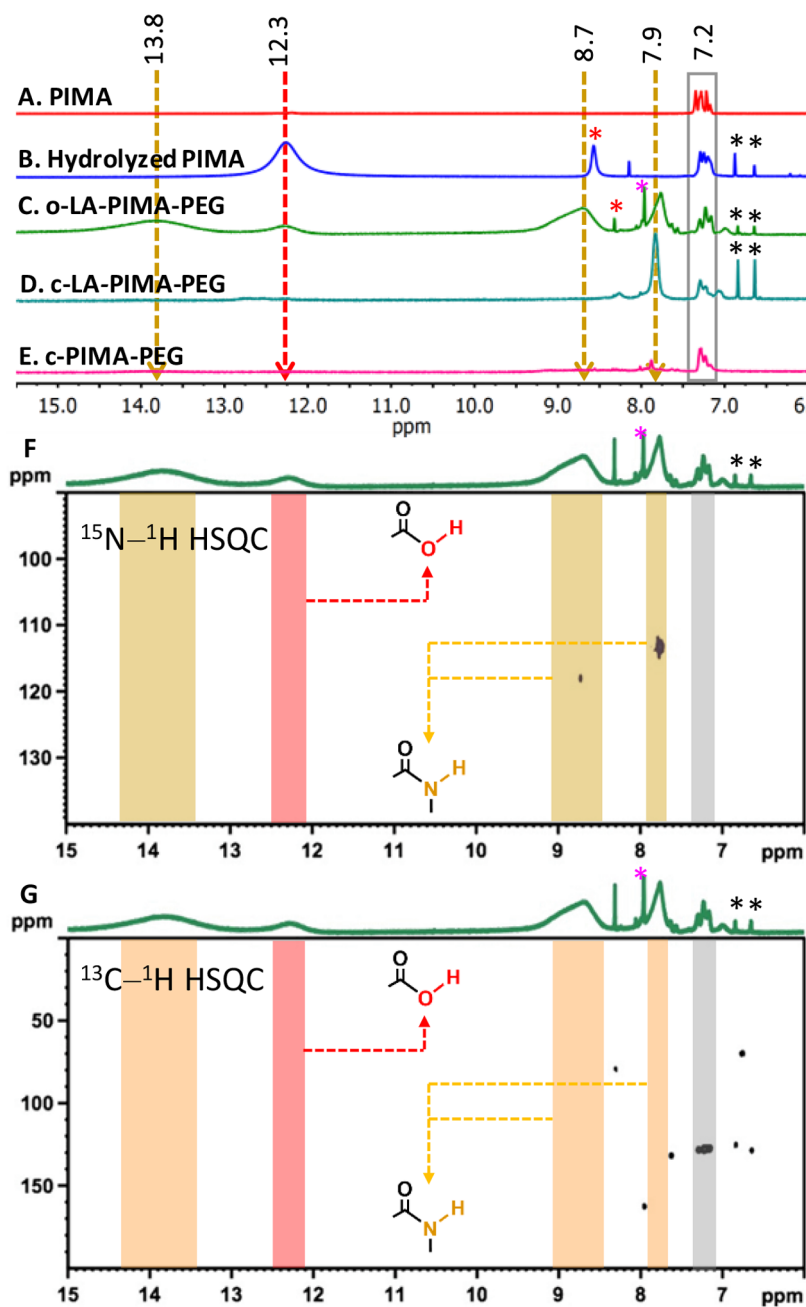 13.8 12.3 8.7 7.9 7.2
A. PIMA
B. Hydrolyzed PIMA * * *
C. o-LA-PIMA-PEG * * * *
D. c-LA-PIMA-PEG * *
E. c-PIMA-PEG
15.0 14.0 13.0 12.0 11.0 10.0 9.0 8.0 7.0 6
ppm
F * * *
ppm
¹⁵N—¹H HSQC
O
O H
100
110
120
130
O
N H
15 14 13 12 11 10 9 8 7 ppm
G * * *
ppm
¹³C—¹H HSQC
O
O H
50
100
150
O
N H
15 14 13 12 11 10 9 8 7 ppm